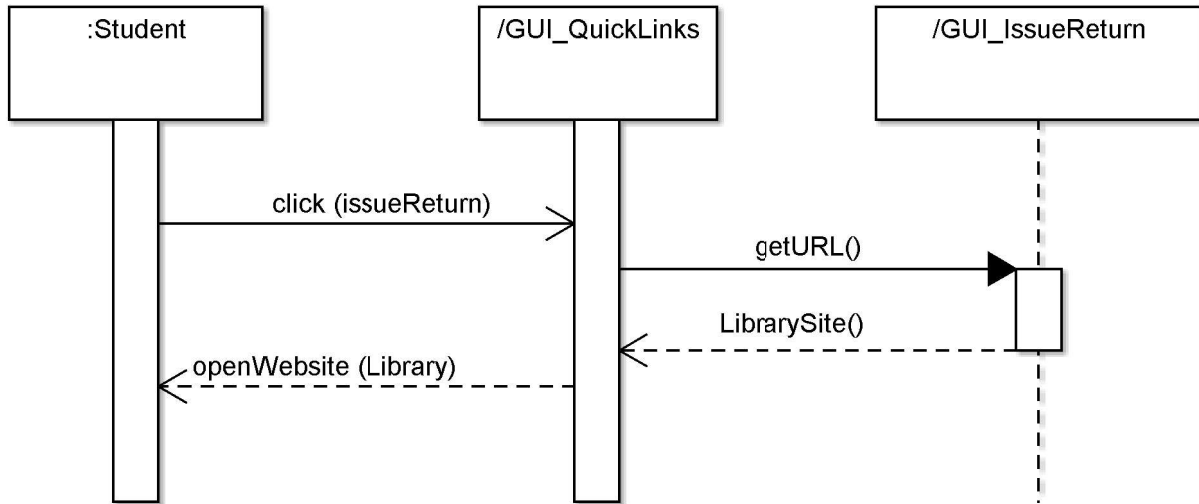 :Student
/GUI_QuickLinks
/GUI_IssueReturn
click (issueReturn)
getURL()
LibrarySite()
openWebsite (Library)